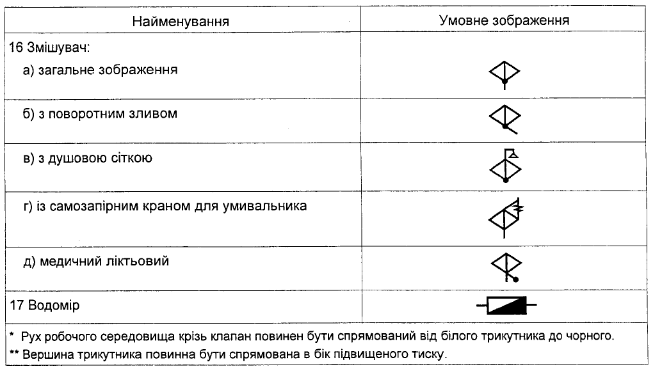 Найменування
Умовне зображення
16 Змішувач:
а) загальне зображення
б) з поворотним зливом
в) з душовою сіткою
г) із самозапірним краном для умивальника
д) медичний ліктьовий
17 Водомір
* Рух робочого середовища крізь клапан повинен бути спрямований від білого трикутника до чорного.
** Вершина трикутника повинна бути спрямована в бік підвищеного тиску.